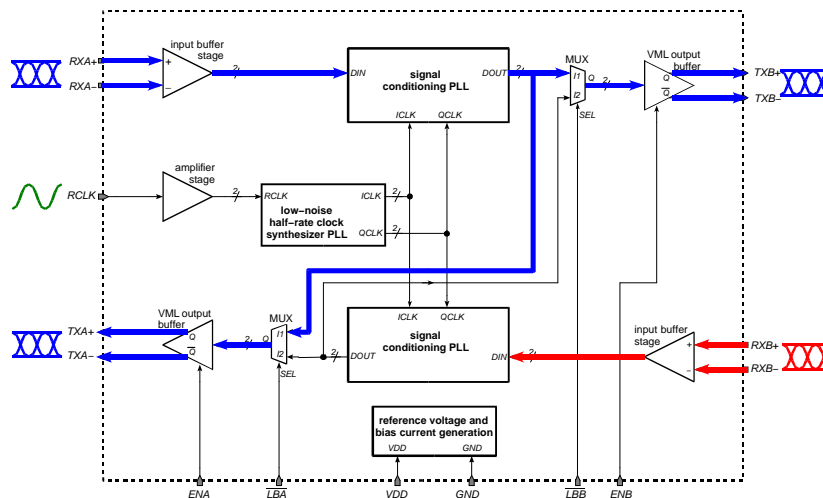 input buffer
stage
RXA+
RXA−
+
−
2
DIN
signal
conditioning PLL
DOUT
ICLK
QCLK
2
MUX
I1
I2
Q
SEL
2
VML output
buffer
Q
Q
TXB+
TXB−
amplifier
stage
RCLK
2
RCLK
ICLK
QCLK
low−noise
half−rate clock
synthesizer PLL
2
2
VML output
buffer
TXA+
TXA−
Q
Q
2
MUX
Q
I1
I2
SEL
2
ICLK
QCLK
DOUT
signal
conditioning PLL
DIN
2
input buffer
stage
+
−
RXB+
RXB−
reference voltage and
bias current generation
VDD
GND
ENA
LBA
VDD
GND
LBB
ENB